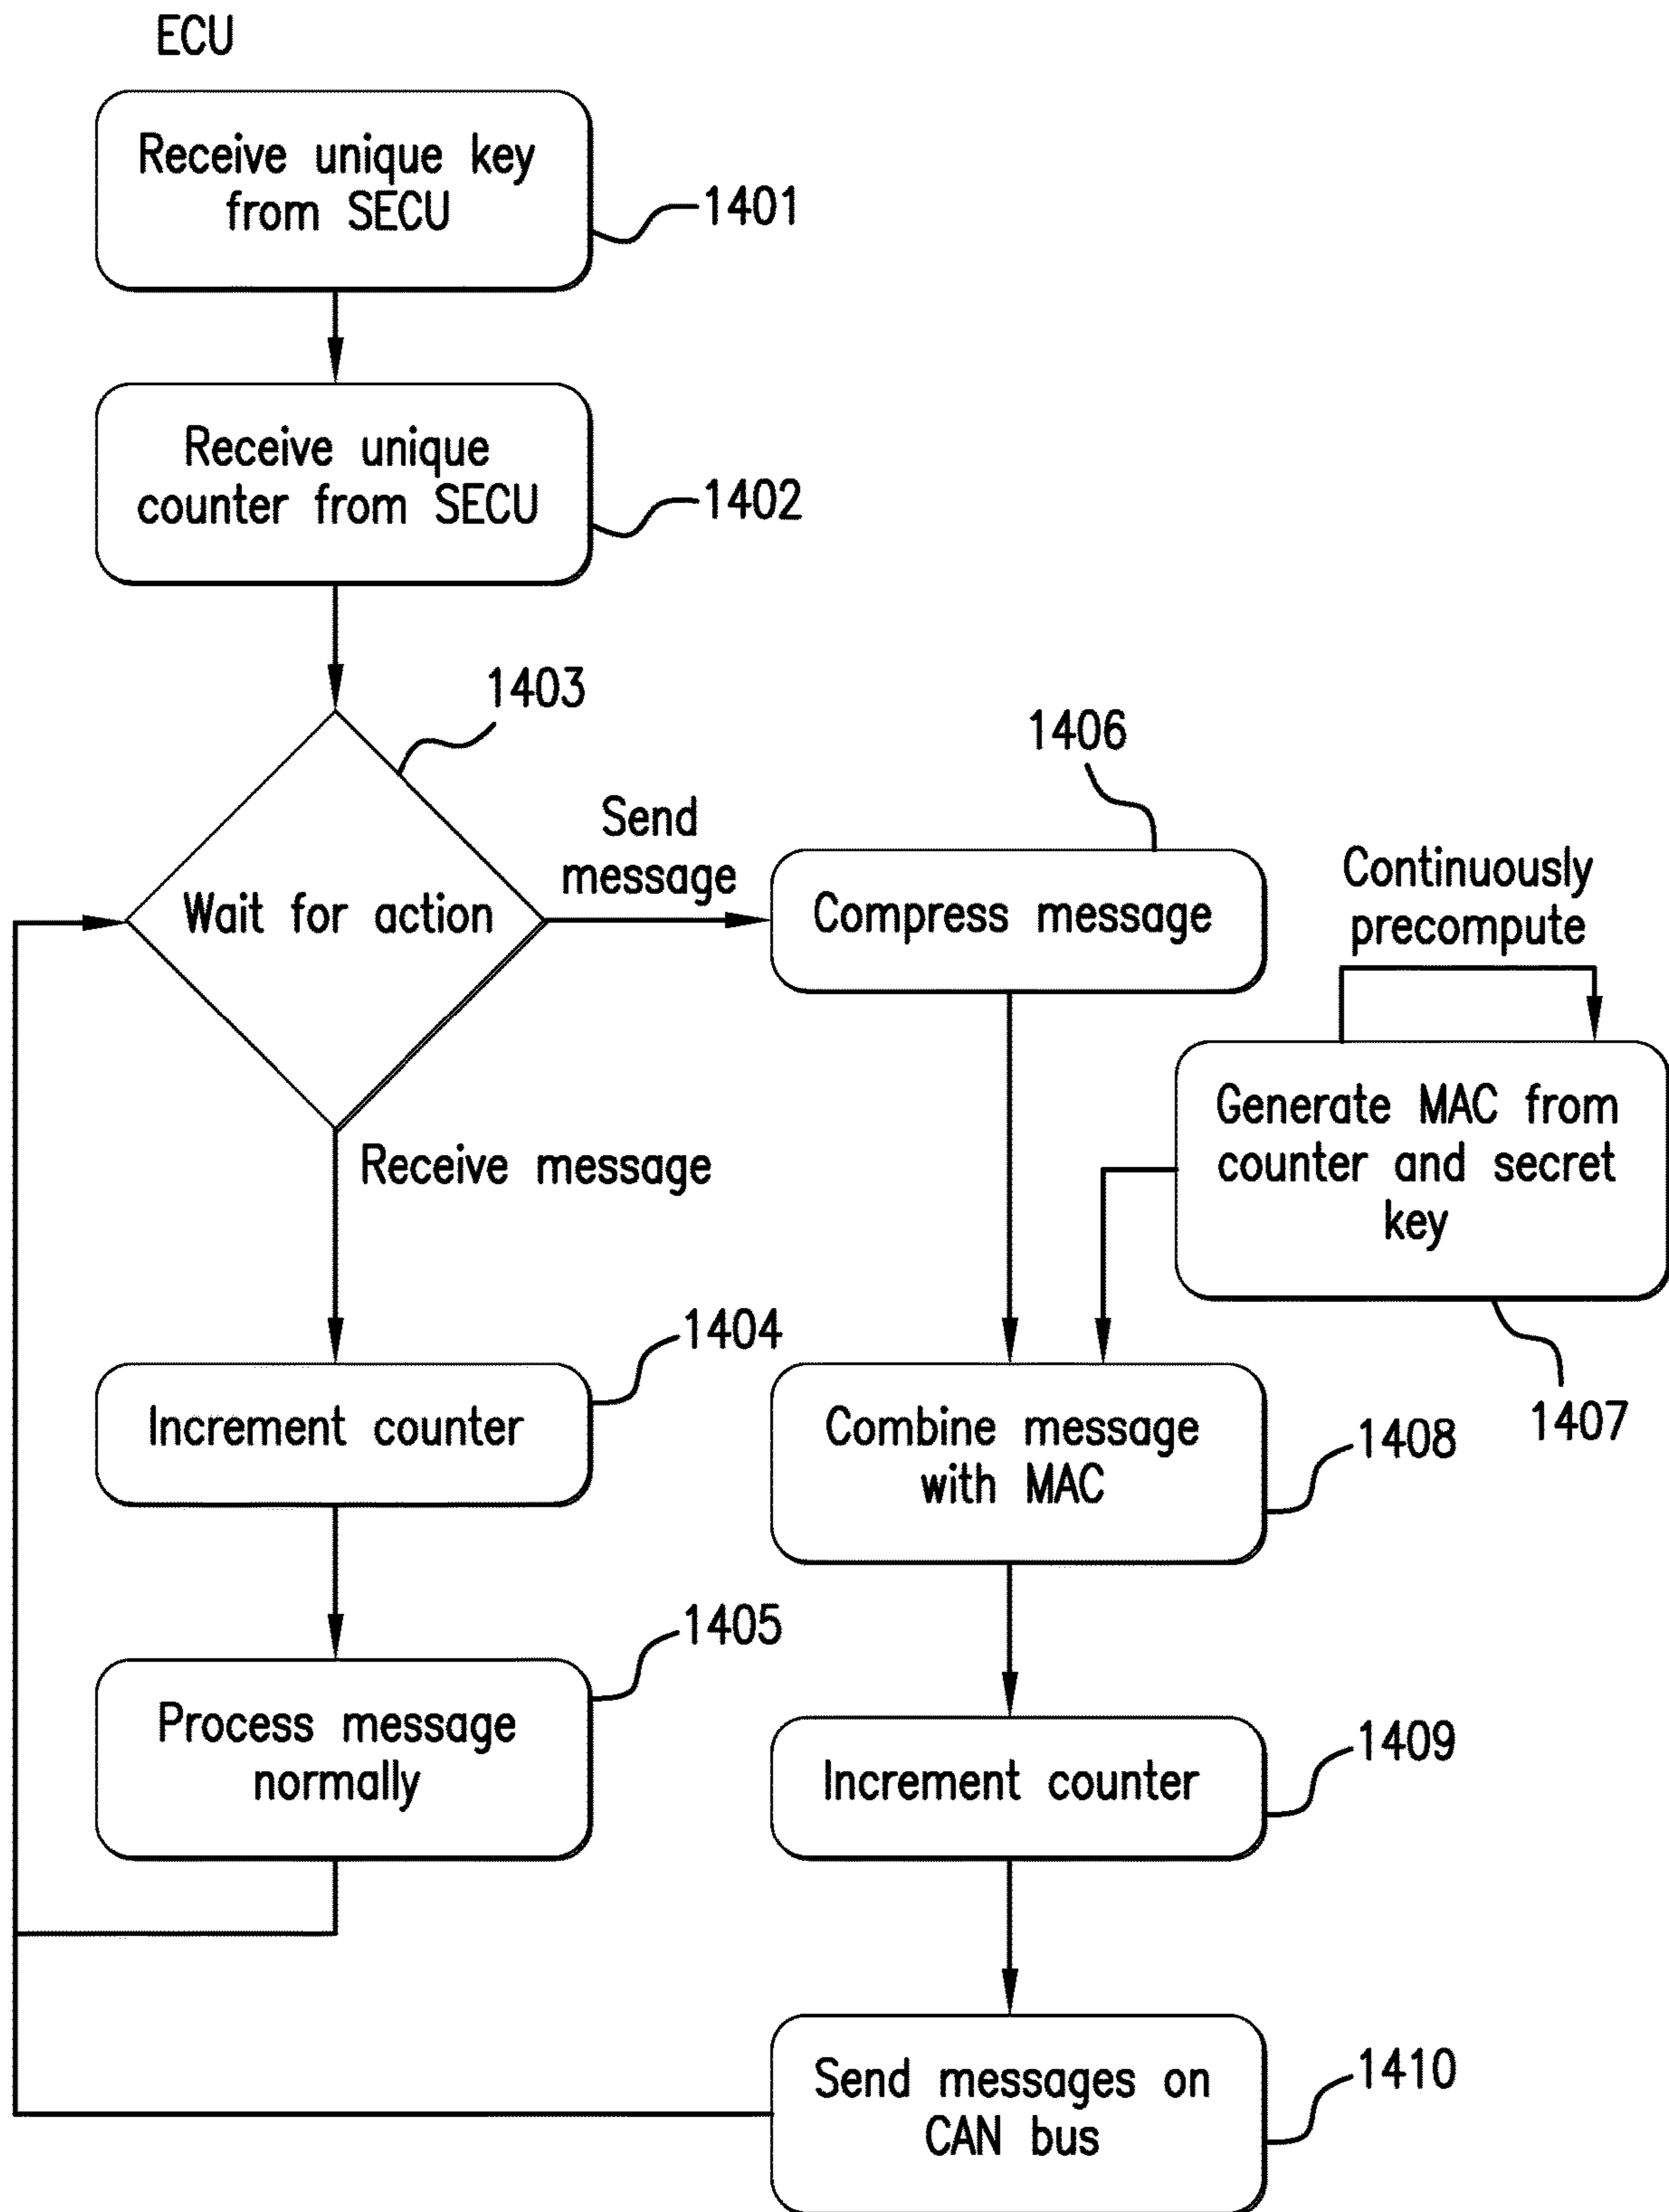 ECU
Receive unique key
from SECU
1401
Receive unique
counter from SECU
1402
1403
Wait for action
Send
message
1406
Compress message
Continuously
precompute
Generate MAC from
counter and secret
key
1407
Receive message
1404
Increment counter
Combine message
with MAC
1408
1405
Process message
normally
1409
Increment counter
Send messages on
CAN bus
1410